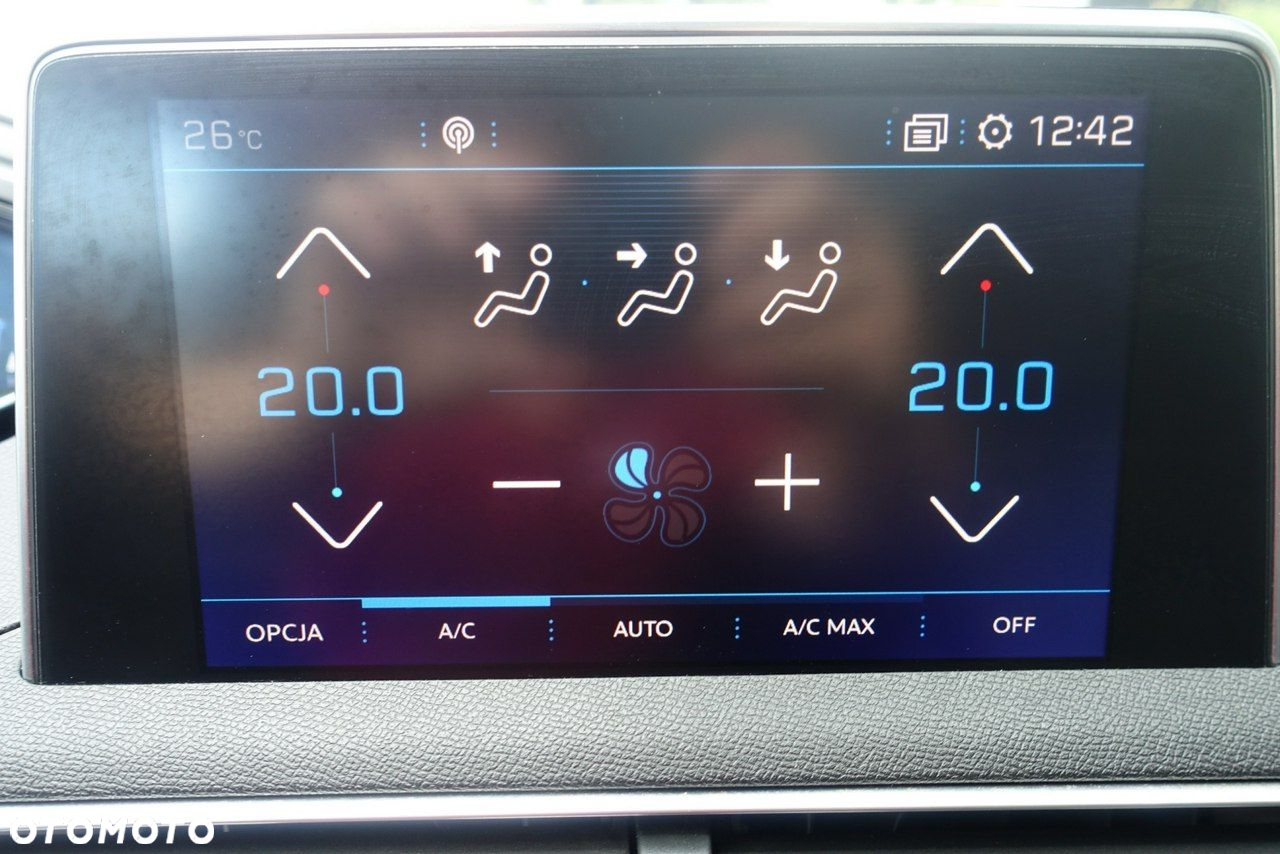 26°C 12:42
20.0 20.0
OPCJA A/C AUTO A/C MAX OFF
OTOMOTO